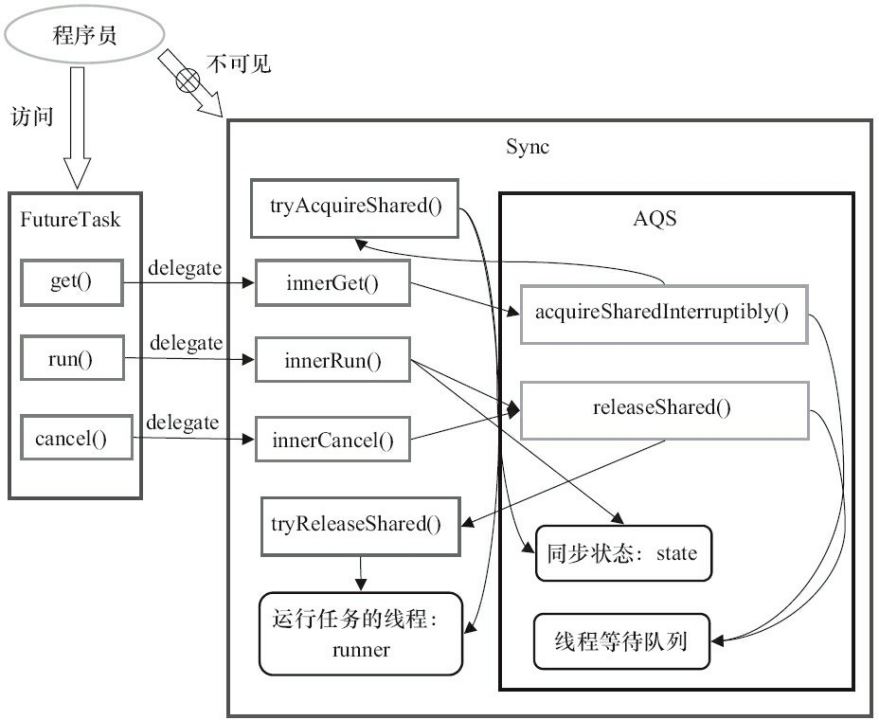 程序员
不可见
访问
Sync
FutureTask
tryAcquireShared()
AQS
get()
delegate
innerGet()
acquireSharedInterruptibly()
run()
delegate
innerRun()
releaseShared()
cancel()
delegate
innerCancel()
tryReleaseShared()
同步状态：state
运行任务的线程：
runner
线程等待队列